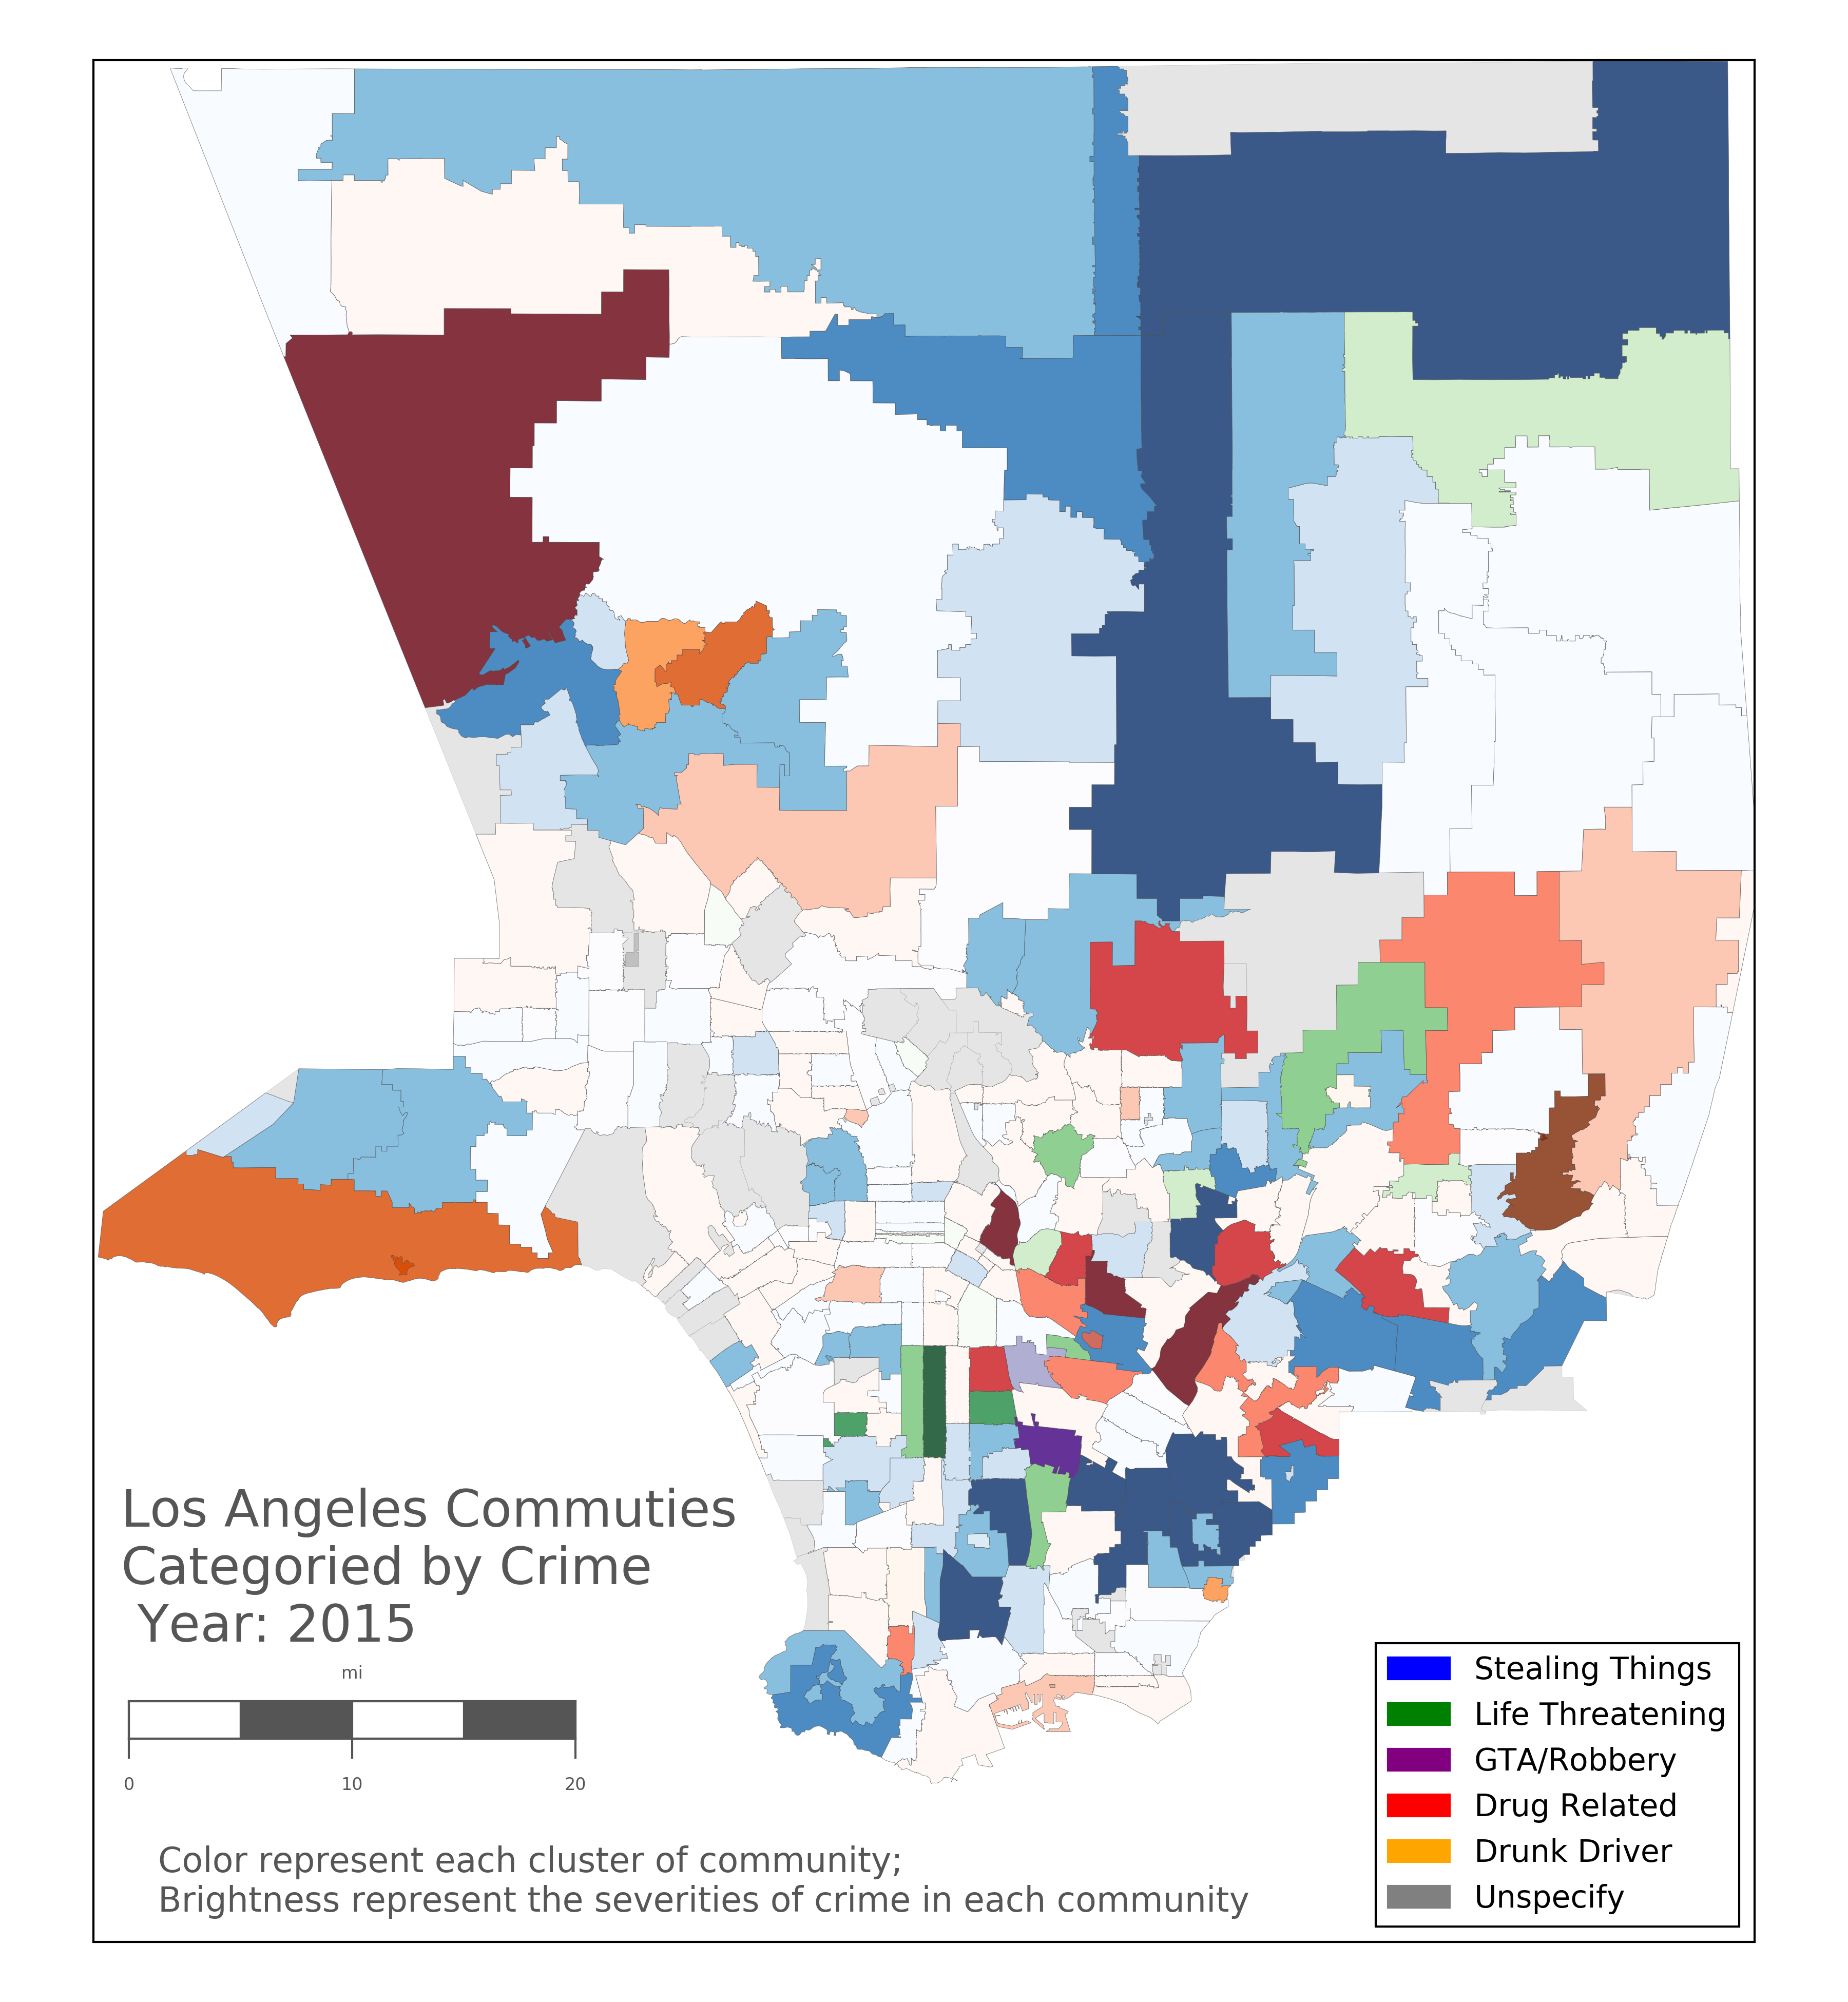 Los Angeles Commuties
Categoried by Crime
Year: 2015
mi
0 10 20
Color represent each cluster of community;
Brightness represent the severities of crime in each community
Stealing Things
Life Threatening
GTA/Robbery
Drug Related
Drunk Driver
Unspecify